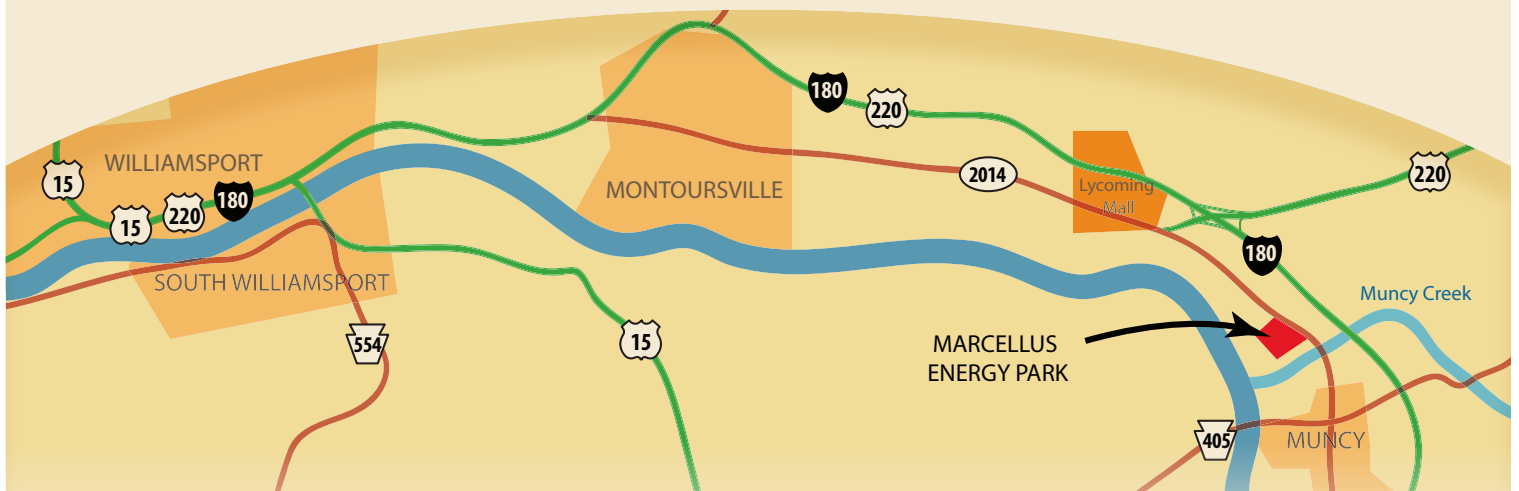 180
220
WILLIAMSPORT
15
220
180
15
MONTOURSVILLE
2014
Lycoming
Mall
220
180
SOUTH WILLIAMSPORT
Muncy Creek
554
15
MARCELLUS
ENERGY PARK
405
MUNCY